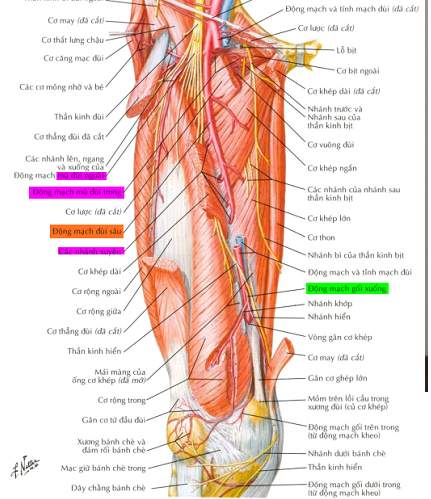 Cơ may (đã cắt)
Cơ thắt lưng chậu
Cơ căng mạc đùi
Các cơ mông nhỡ và bé
Thần kinh đùi
Cơ thẳng đùi đã cắt
Các nhánh lên, ngang
và xuống của
Động mạch mũ đùi ngoài
Động mạch mũ đùi trong
Cơ lược (đã cắt)
Động mạch đùi sâu
Các nhánh xuyên
Cơ khép dài
Cơ rộng ngoài
Cơ rộng giữa
Cơ thẳng đùi (đã cắt)
Thần kinh hiển
Mái màng của
ống cơ khép (đã mở)
Cơ rộng trong
Gân cơ tứ đầu đùi
Xương bánh chè và
đám rối bánh chè
Mạc giữ bánh chè trong
Dây chằng bánh chè
Động mạch và tĩnh mạch đùi (đã cắt)
Cơ lược (đã cắt)
Lỗ bịt
Cơ bịt ngoài
Cơ khép dài (đã cắt)
Nhánh trước và
Nhánh sau của
thần kinh bịt
Cơ vuông đùi
Cơ khép ngắn
Các nhánh của nhánh sau
thần kinh bịt
Cơ khép lớn
Cơ thon
Nhánh bì của thần kinh bịt
Động mạch và tĩnh mạch đùi
Động mạch gối xuống
Nhánh khớp
Nhánh hiển
Vòng gân cơ khép
Cơ may (đã cắt)
Gân cơ ghép lớn
Mỏm trên lồi cầu trong
xương đùi (củ cơ khép)
Động mạch gối trên trong
(từ động mạch kheo)
Nhánh dưới bánh chè
Thần kinh hiển
Động mạch gối dưới trong
(từ động mạch kheo)